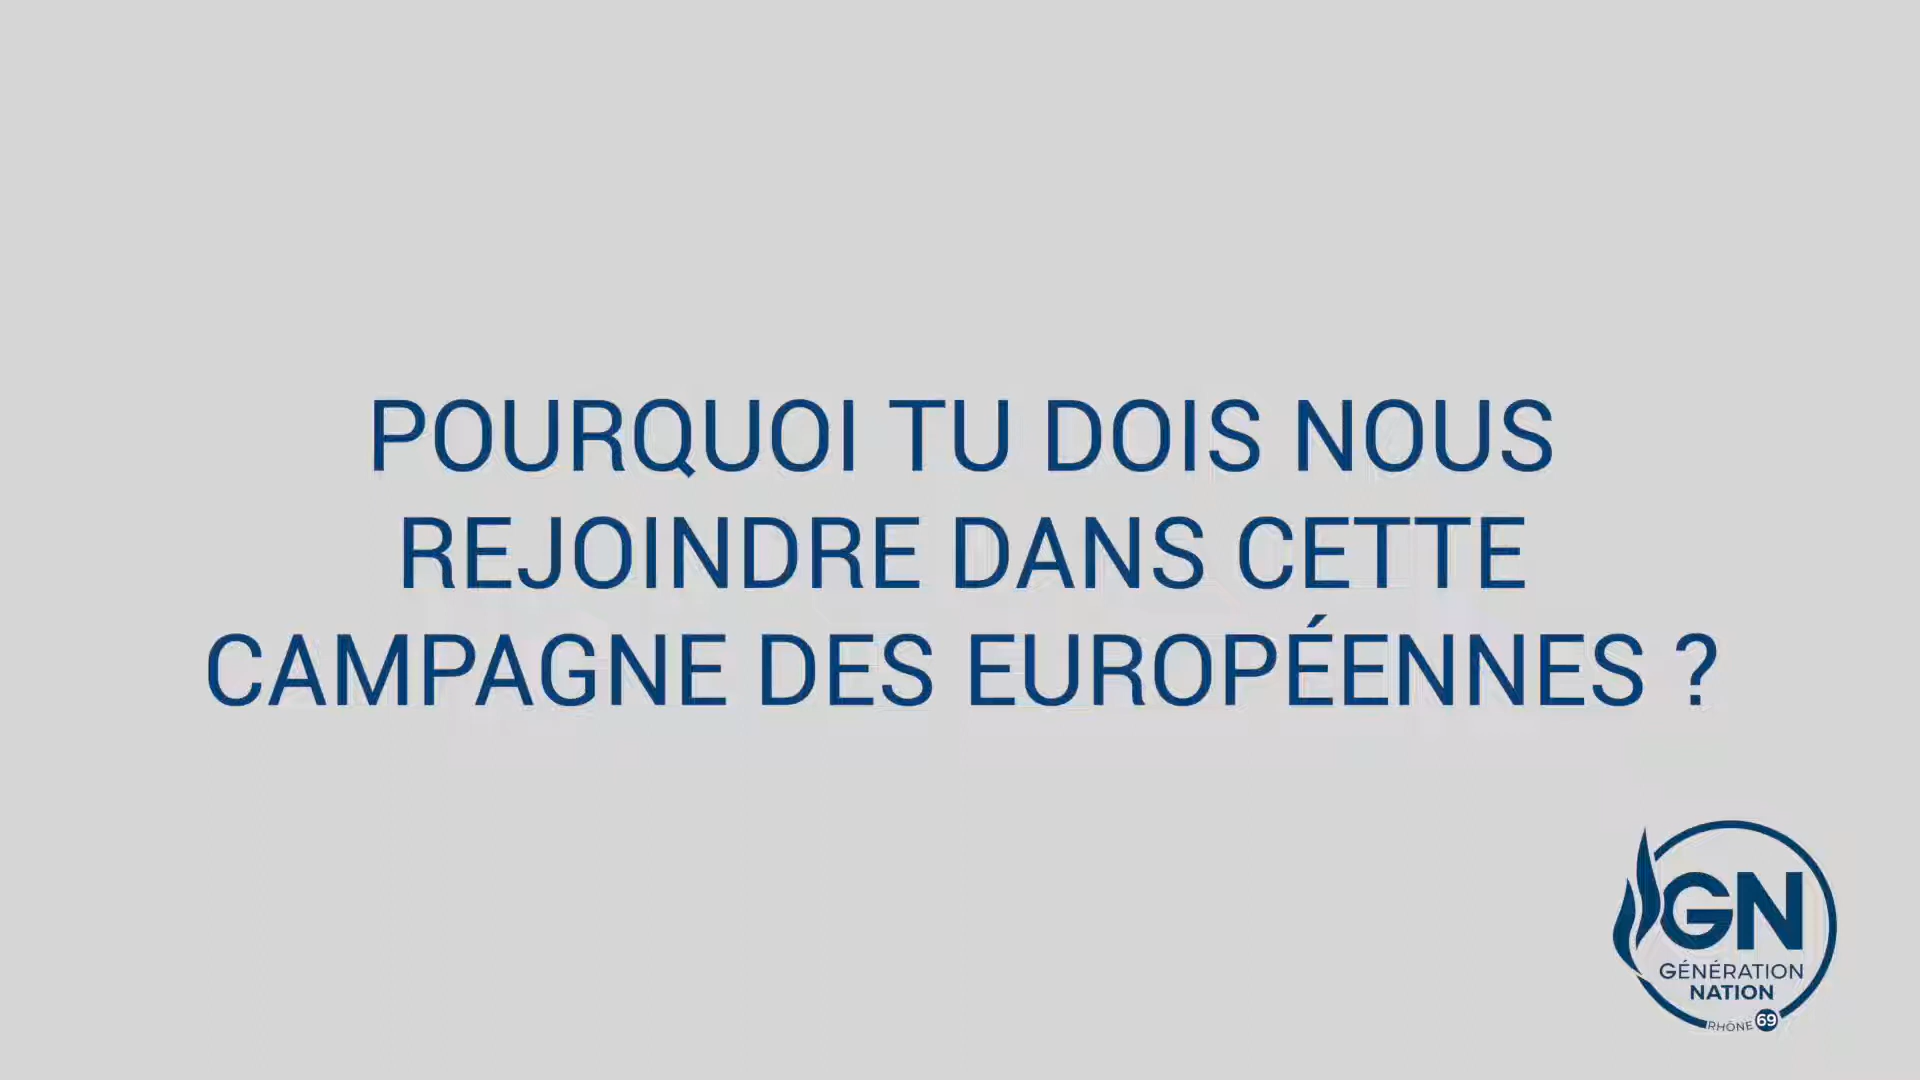 POURQUOI TU DOIS NOUS
REJOINDRE DANS CETTE
CAMPAGNE DES EUROPÉENNES ?
GN
GÉNÉRATION
NATION
RHÔNE 69